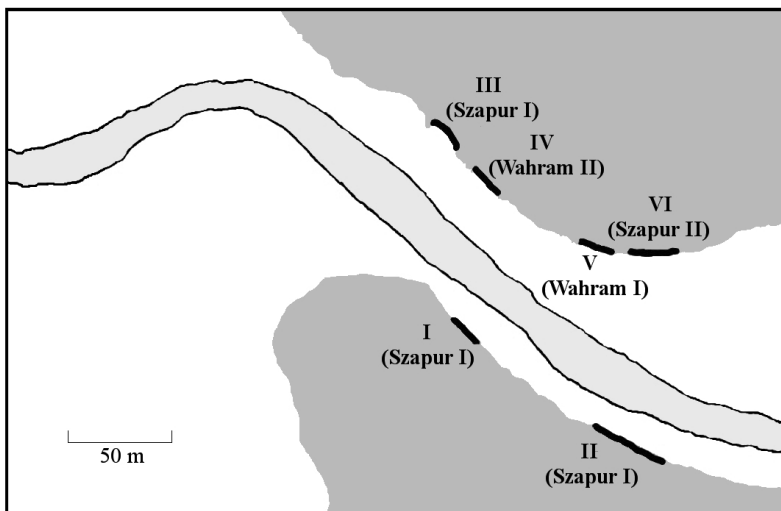 III
(Szapur I)
IV
(Wahram II)
VI
(Szapur II)
V
(Wahram I)
I
(Szapur I)
II
(Szapur I)
50 m